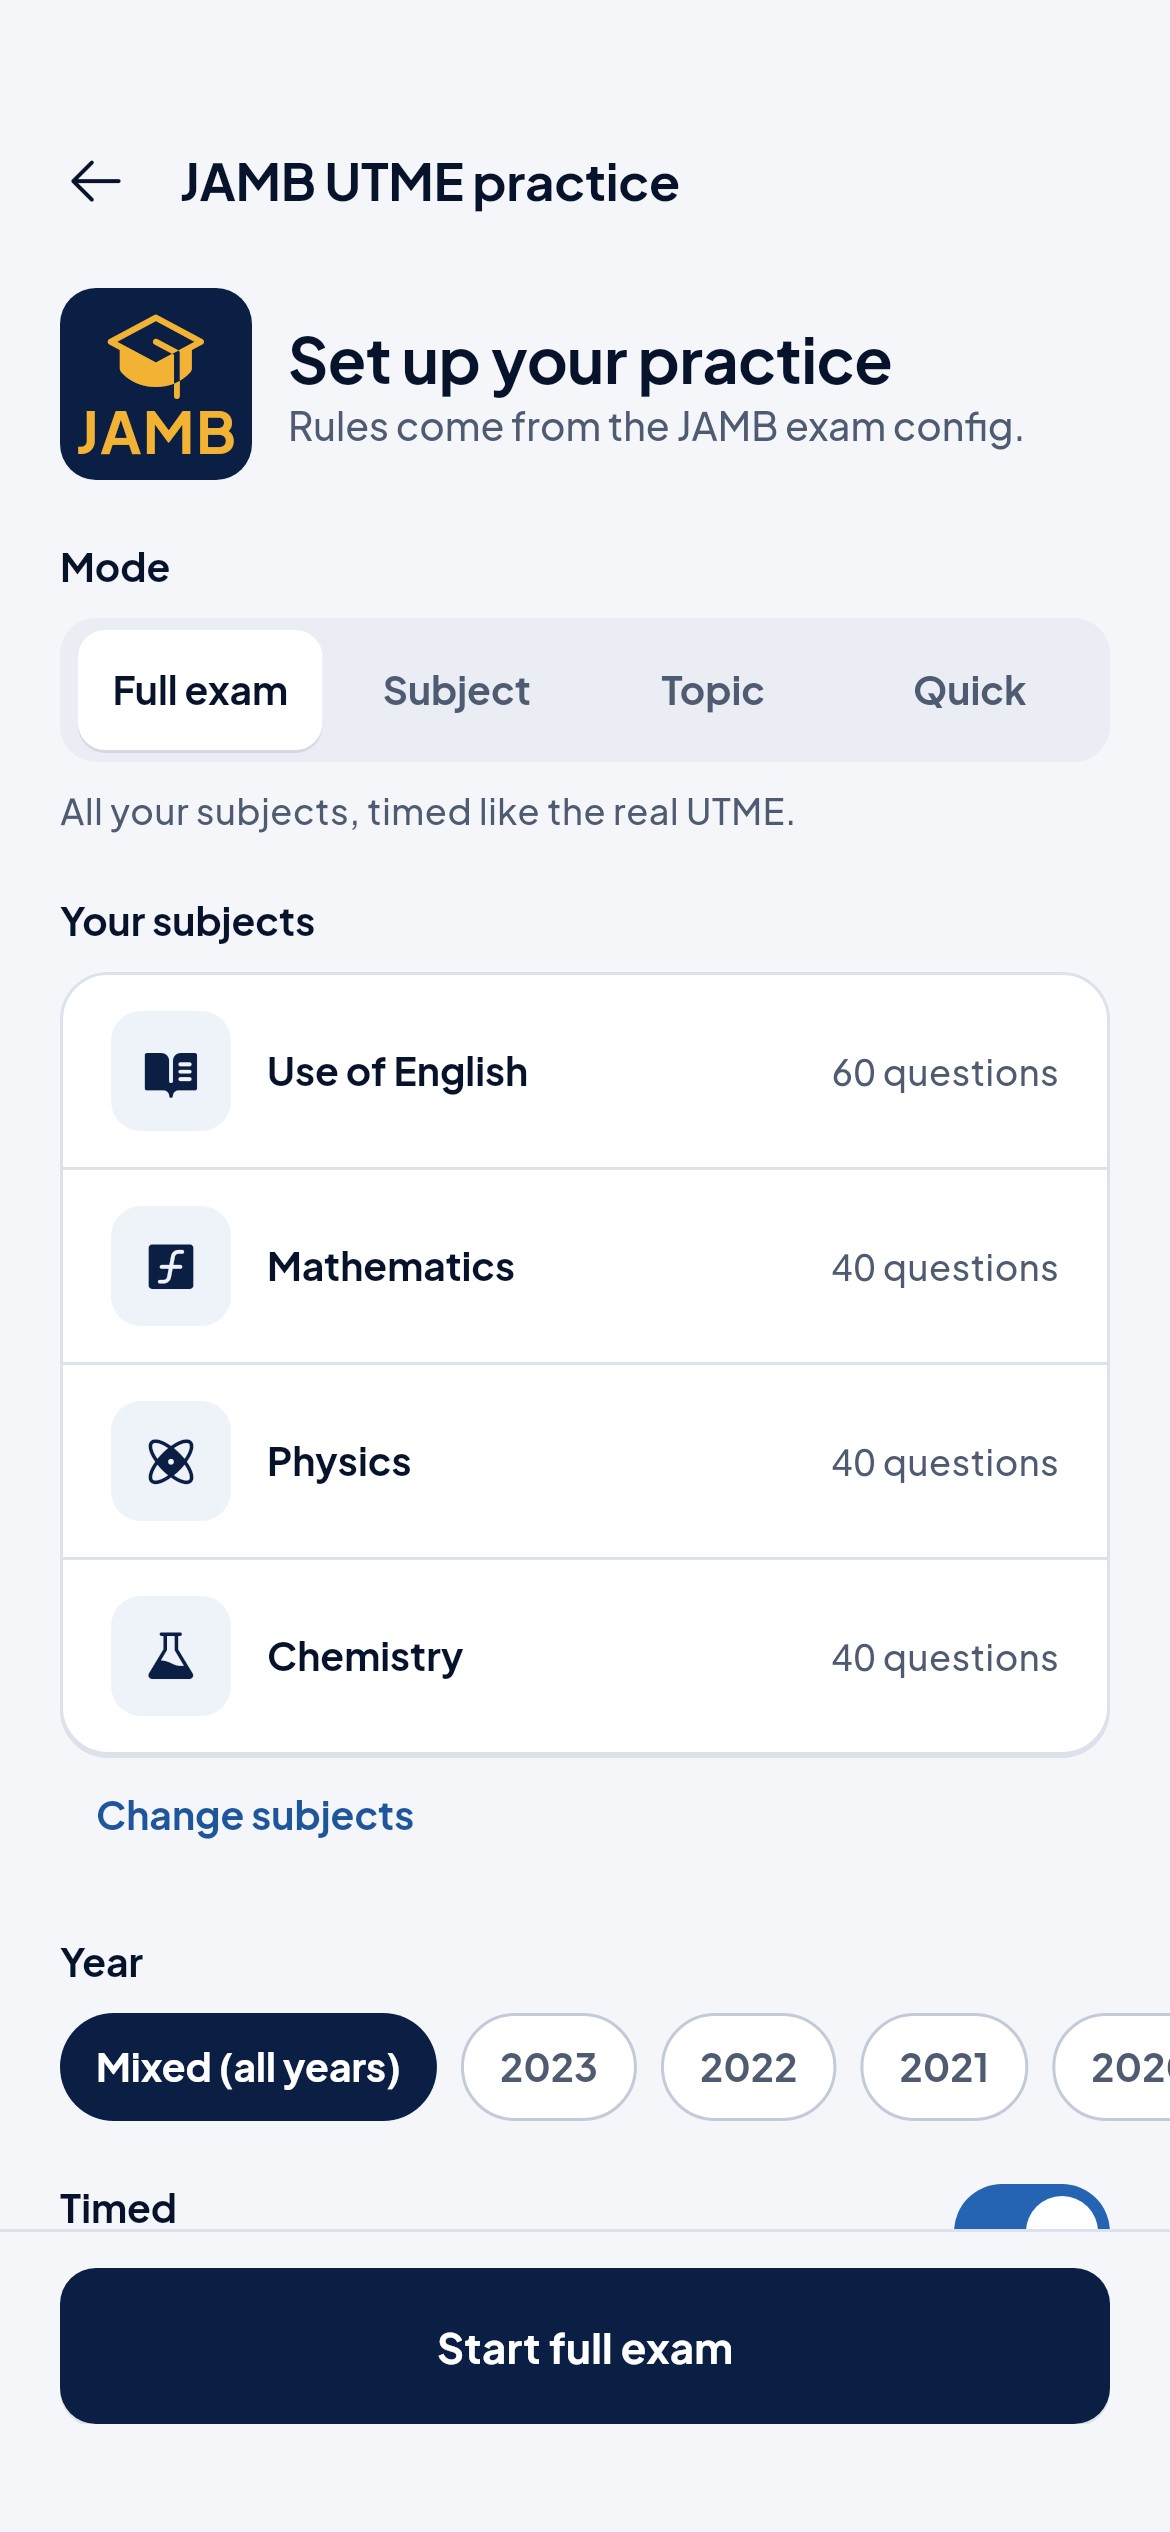 JAMB UTME practice
JAMB
Set up your practice
Rules come from the JAMB exam config.
Mode
Full exam
Subject
Topic
Quick
All your subjects, timed like the real UTME.
Your subjects
Use of English
60 questions
Mathematics
40 questions
Physics
40 questions
Chemistry
40 questions
Change subjects
Year
Mixed (all years)
2023
2022
2021
Timed
Start full exam